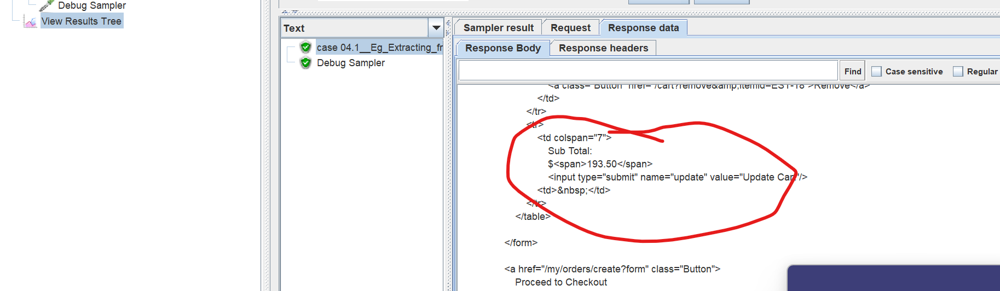 Debug Sampler
View Results Tree
Text
case 04.1__Eg_Extracting_fr
Debug Sampler
Sampler result
Request
Response data
Response Body
Response headers
Find
Case sensitive
Regular
<a class="Button" href="/cart?remove&amp;itemId=EST-18">Remove</a>
</td>
</tr>
<tr>
<td colspan="7">
Sub Total:
$<span>193.50</span>
<input type="submit" name="update" value="Update Cart"/>
<td>&nbsp;</td>
</tr>
</table>
</form>
<a href="/my/orders/create?form" class="Button">
Proceed to Checkout